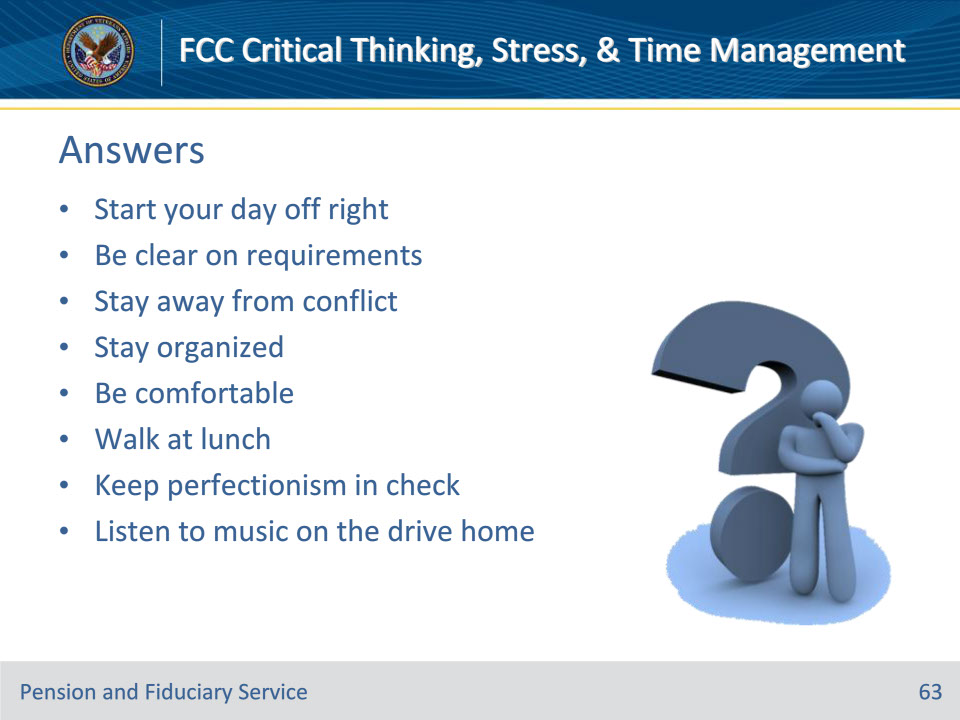 FCC Critical Thinking, Stress, & Time Management
Answers
• Start your day off right
• Be clear on requirements
• Stay away from conflict
• Stay organized
• Be comfortable
• Walk at lunch
• Keep perfectionism in check
• Listen to music on the drive home
Pension and Fiduciary Service
63